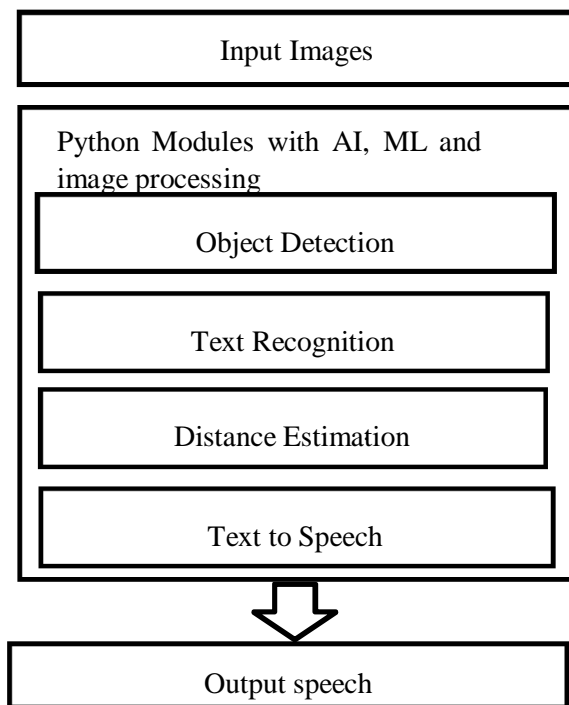 Input Images
Python Modules with AI, ML and
image processing
Object Detection
Text Recognition
Distance Estimation
Text to Speech
Output speech